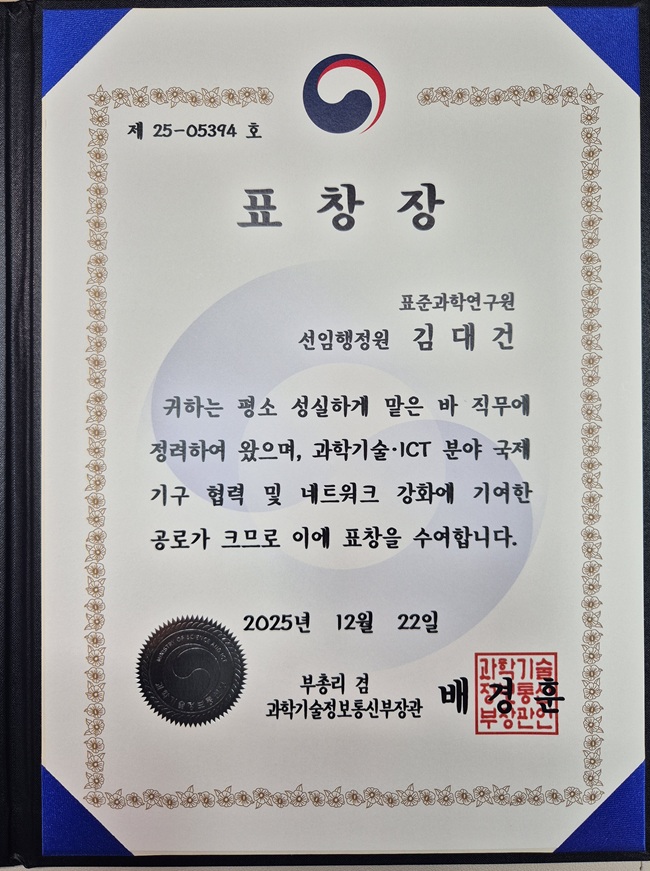 제 25-05394 호
표창장
표준과학연구원
선임행정원 김대건
귀하는 평소 성실하게 맡은 바 직무에
정려하여 왔으며, 과학기술·ICT 분야 국제
기구 협력 및 네트워크 강화에 기여한
공로가 크므로 이에 표창을 수여합니다.
2025년 12월 22일
부총리 겸
과학기술정보통신부장관 배경훈
과학기술
정보통신
부장관인